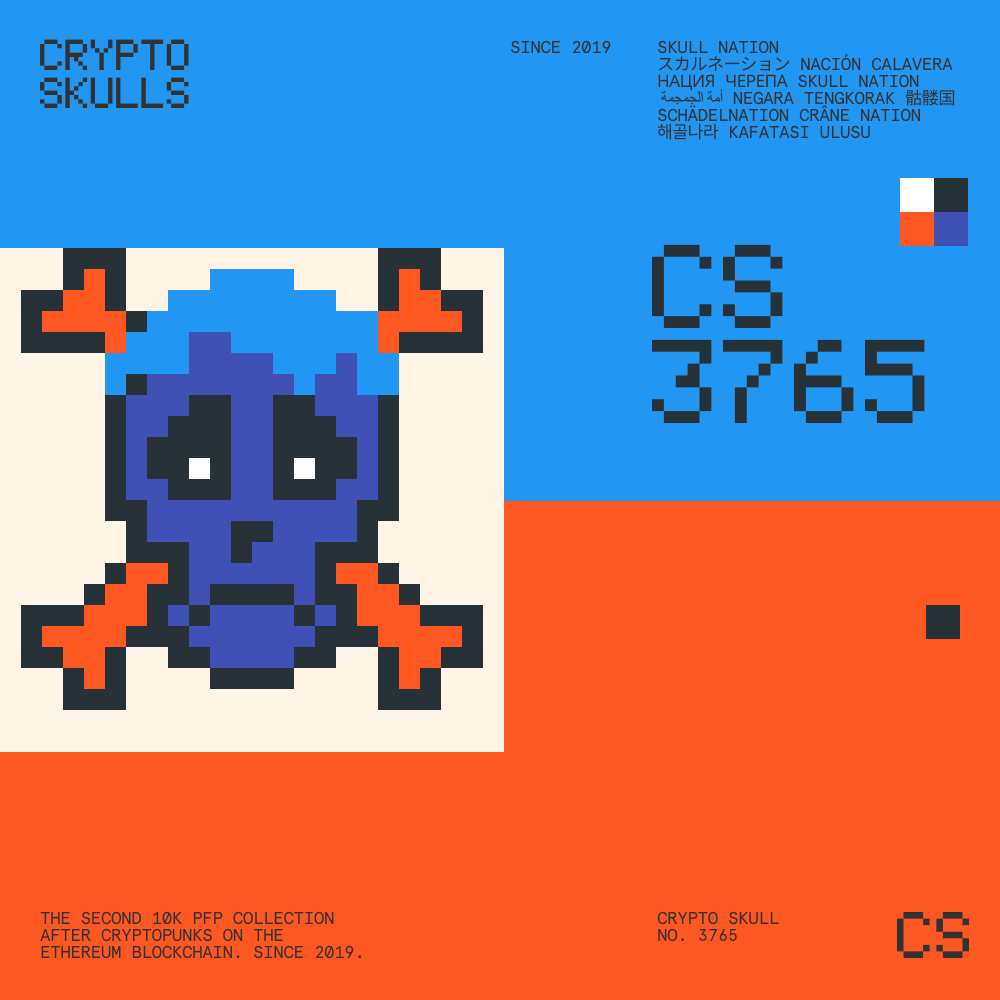 CRYPTO
SKULLS
SINCE 2019
SKULL NATION
スカルネーション NACIÓN CALAVERA
НАЦИЯ ЧЕРЕПА SKULL NATION
أمة الجمجمة NEGARA TENGKORAK 骷髅国
SCHÄDELNATION CRÂNE NATION
해골나라 KAFATASI ULUSU
CS
3765
THE SECOND 10K PFP COLLECTION
AFTER CRYPTOPUNKS ON THE
ETHEREUM BLOCKCHAIN. SINCE 2019.
CRYPTO SKULL
NO. 3765
CS